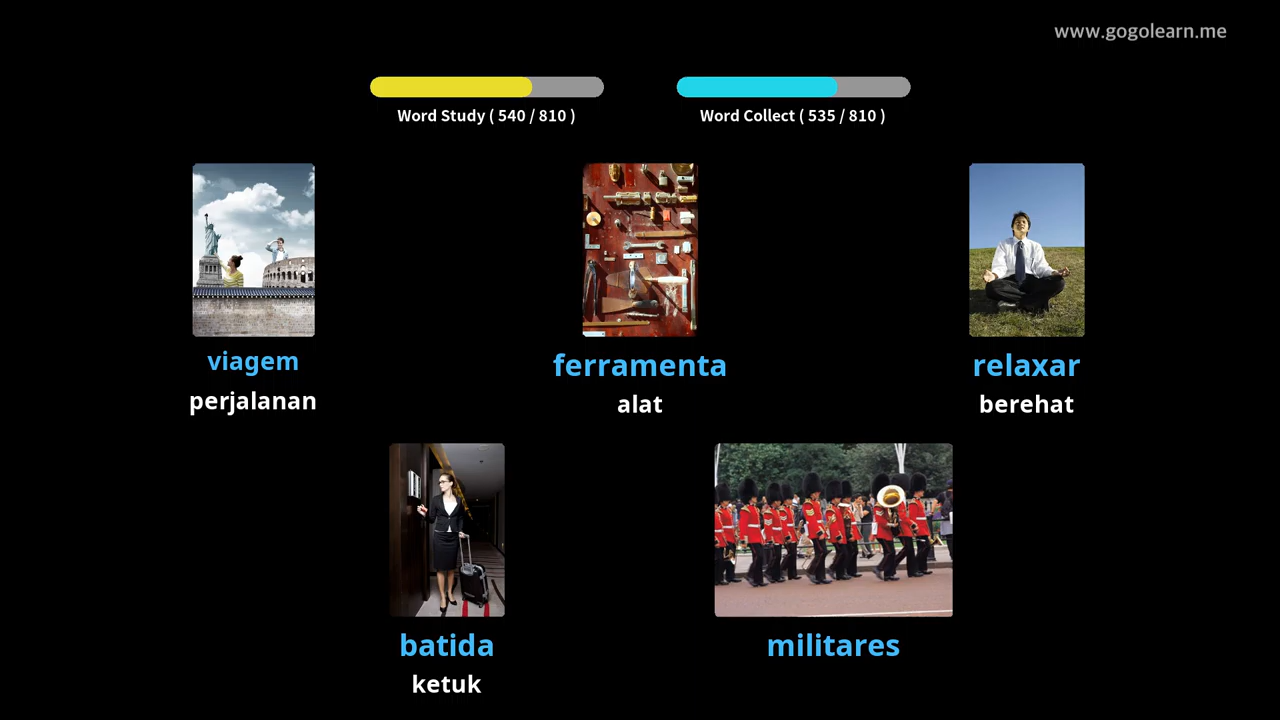 www.gogolearn.me
Word Study ( 540 / 810 )
Word Collect ( 535 / 810 )
viagem
perjalanan
ferramenta
alat
relaxar
berehat
batida
ketuk
militares